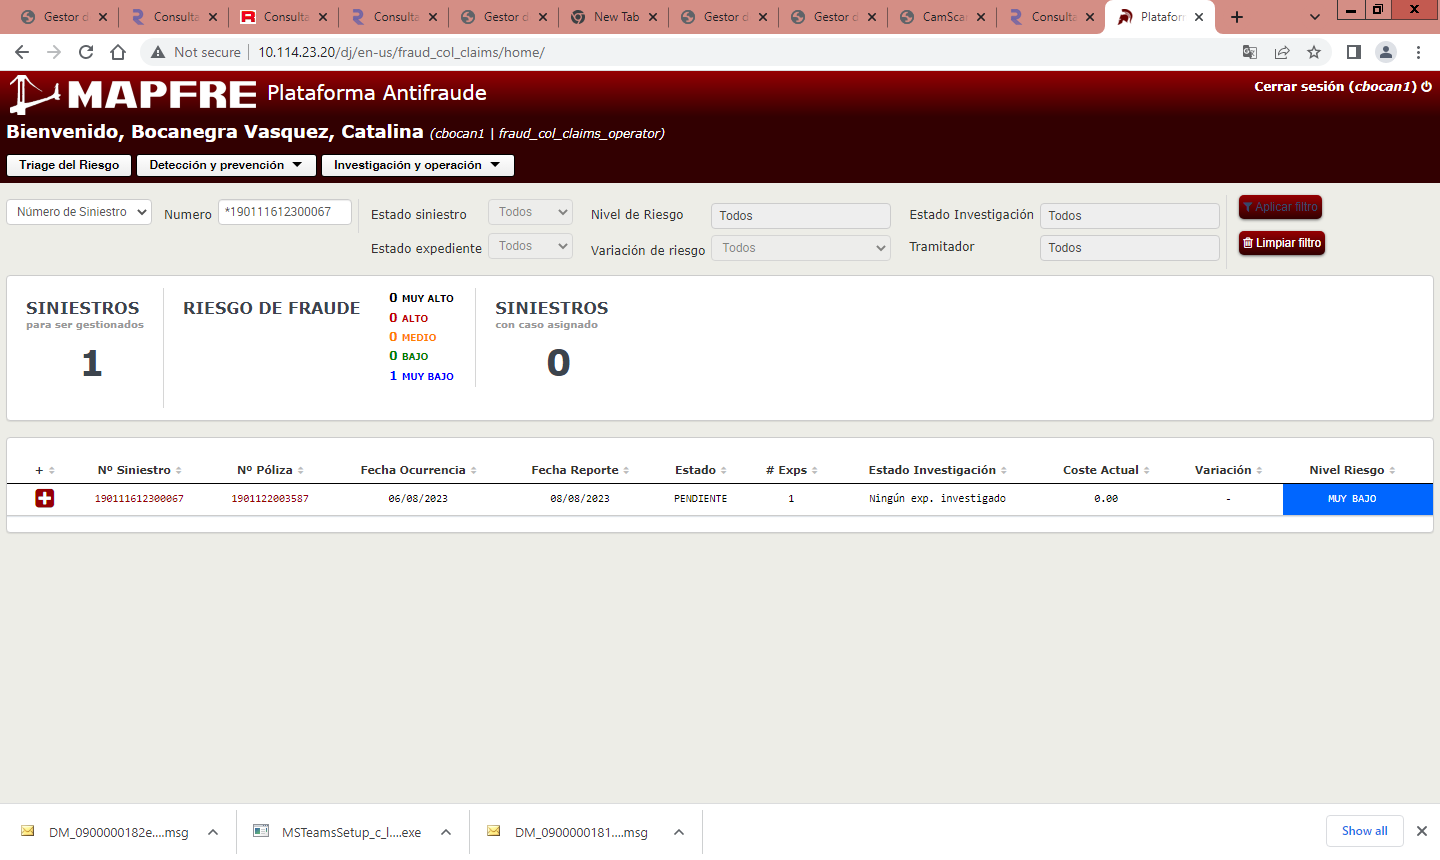 Gestor d Consulta Consulta Consulta Gestor d New Tab Gestor d Gestor d CamSca Consulta Platafor
Not secure 10.114.23.20/dj/en-us/fraud_col_claims/home/
MAPFRE Plataforma Antifraude
Cerrar sesión (cbocan1)
Bienvenido, Bocanegra Vasquez, Catalina (cbocan1 | fraud_col_claims_operator)
Triage del Riesgo Detección y prevención Investigación y operación
Número de Siniestro Numero *190111612300067 Estado siniestro Todos Nivel de Riesgo Todos Estado Investigación Todos Aplicar filtro
Estado expediente Todos Variación de riesgo Todos Tramitador Todos Limpiar filtro
SINIESTROS
para ser gestionados
1
RIESGO DE FRAUDE
0 MUY ALTO
0 ALTO
0 MEDIO
0 BAJO
1 MUY BAJO
SINIESTROS
con caso asignado
0
+ Nº Siniestro Nº Póliza Fecha Ocurrencia Fecha Reporte Estado # Exps Estado Investigación Coste Actual Variación Nivel Riesgo
190111612300067 1901122003587 06/08/2023 08/08/2023 PENDIENTE 1 Ningún exp. investigado 0.00 - MUY BAJO
DM_0900000182e....msg MSTeamsSetup_c_l....exe DM_0900000181....msg Show all